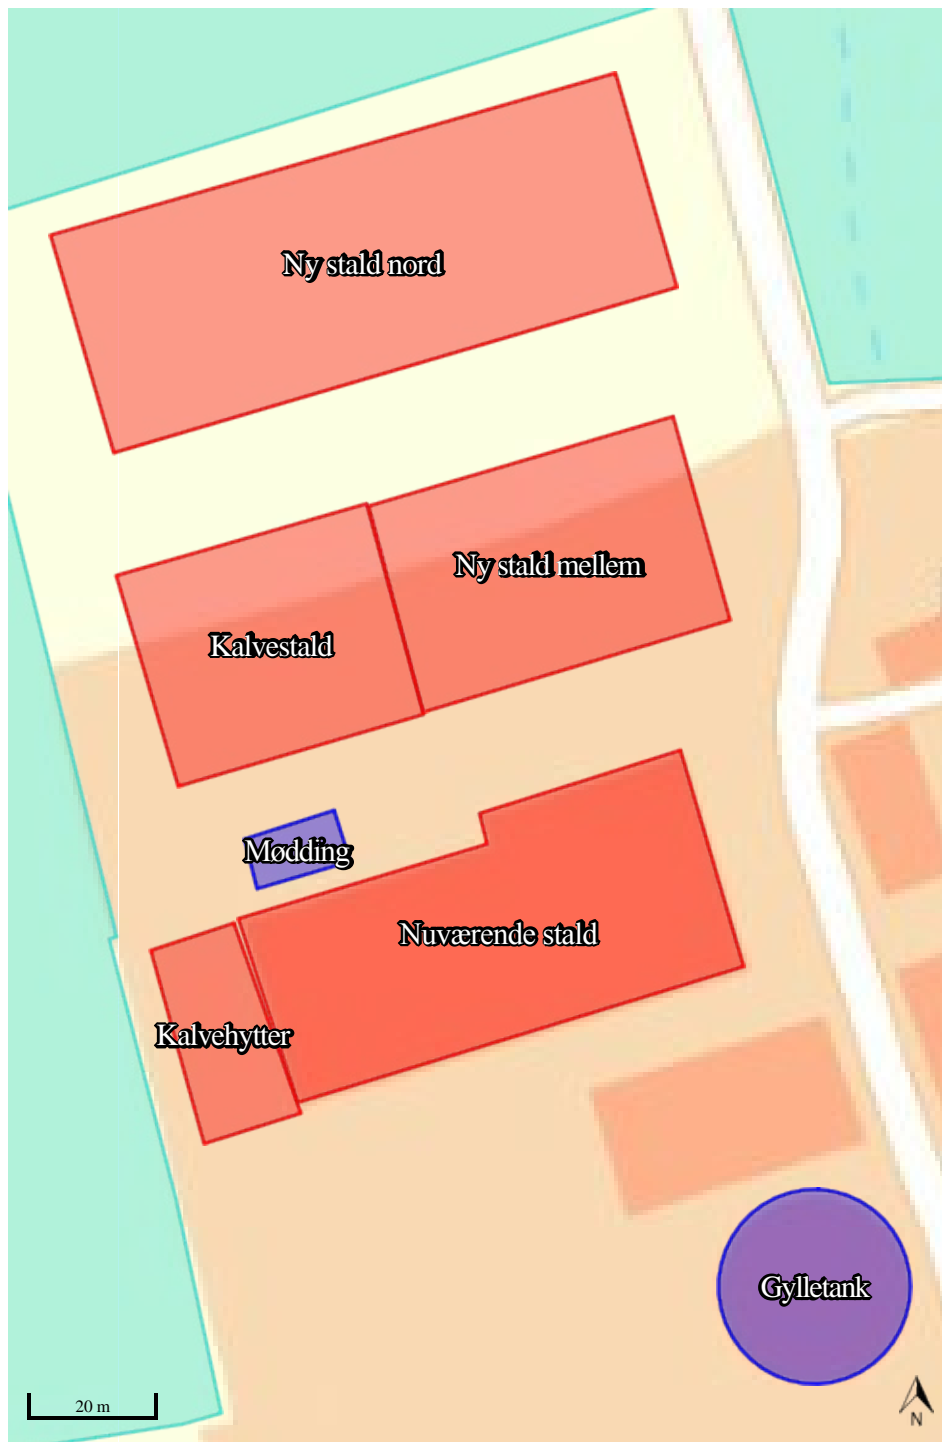 Ny stald nord
Ny stald mellem
Kalvestald
Mødding
Nuværende stald
Kalvehytter
Gylletank
20 m
N